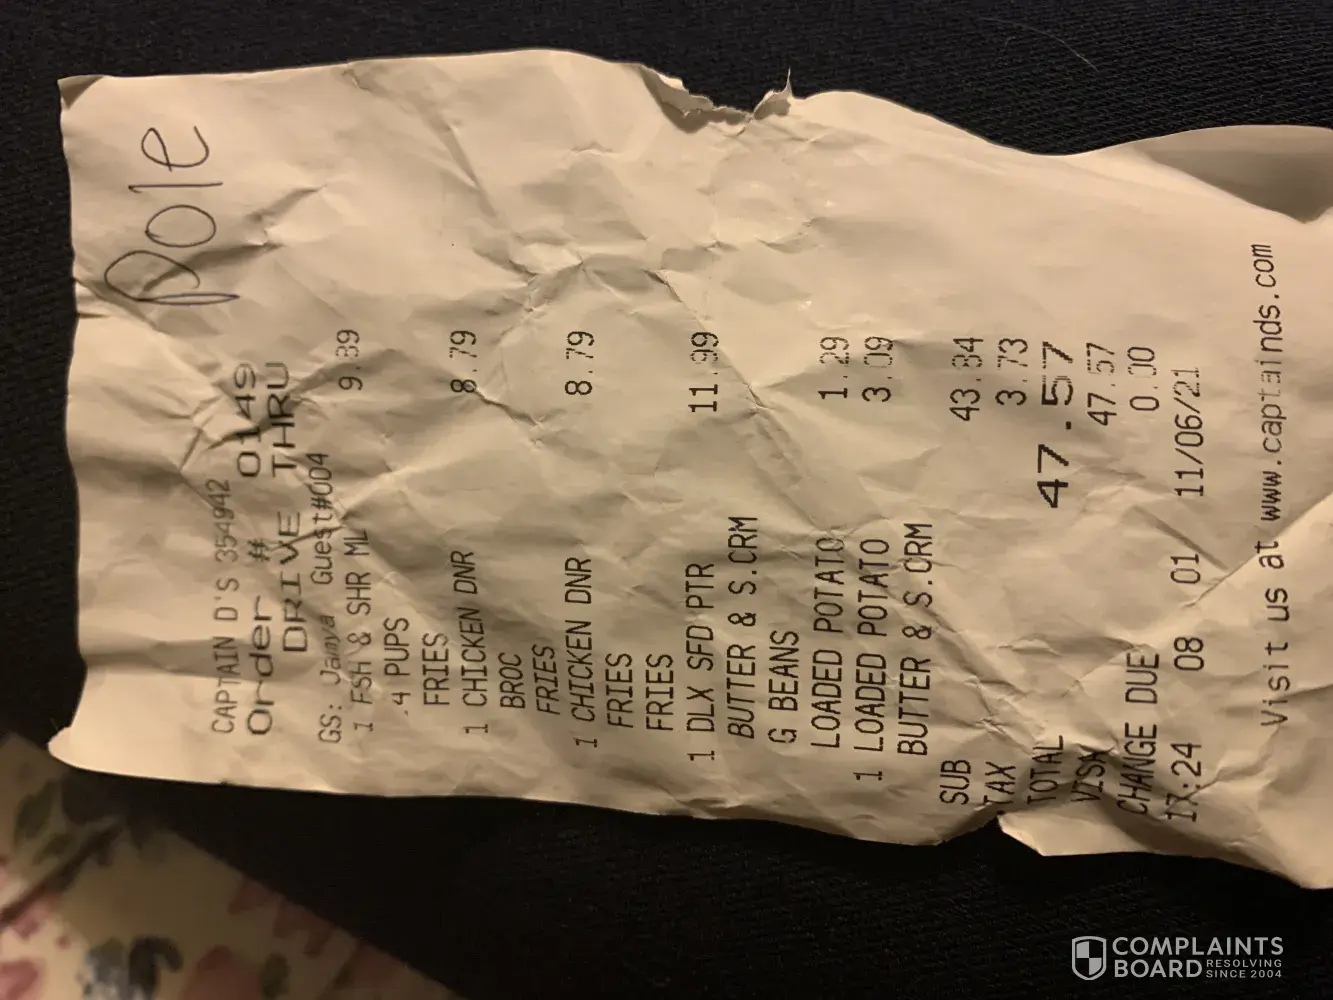 pole
CAPTAIN D'S 354942
Order # 0149
DRIVE THRU
GS: Jamya Guest#004
1 FSH & SHR ML 9.89
.4 PUPS
FRIES
1 CHICKEN DNR 8.79
BROC
FRIES
1 CHICKEN DNR 8.79
FRIES
FRIES
1 DLX SFD PTR 11.99
BUTTER & S.CRM
G BEANS
LOADED POTATO 1.29
1 LOADED POTATO 3.09
BUTTER & S.CRM
SUB 43.84
TAX 3.73
TOTAL 47.57
VISA 47.57
CHANGE DUE 0.00
17:24 08 01 11/06/21
Visit us at www.captainds.com
COMPLAINTS
BOARD RESOLVING
SINCE 2004